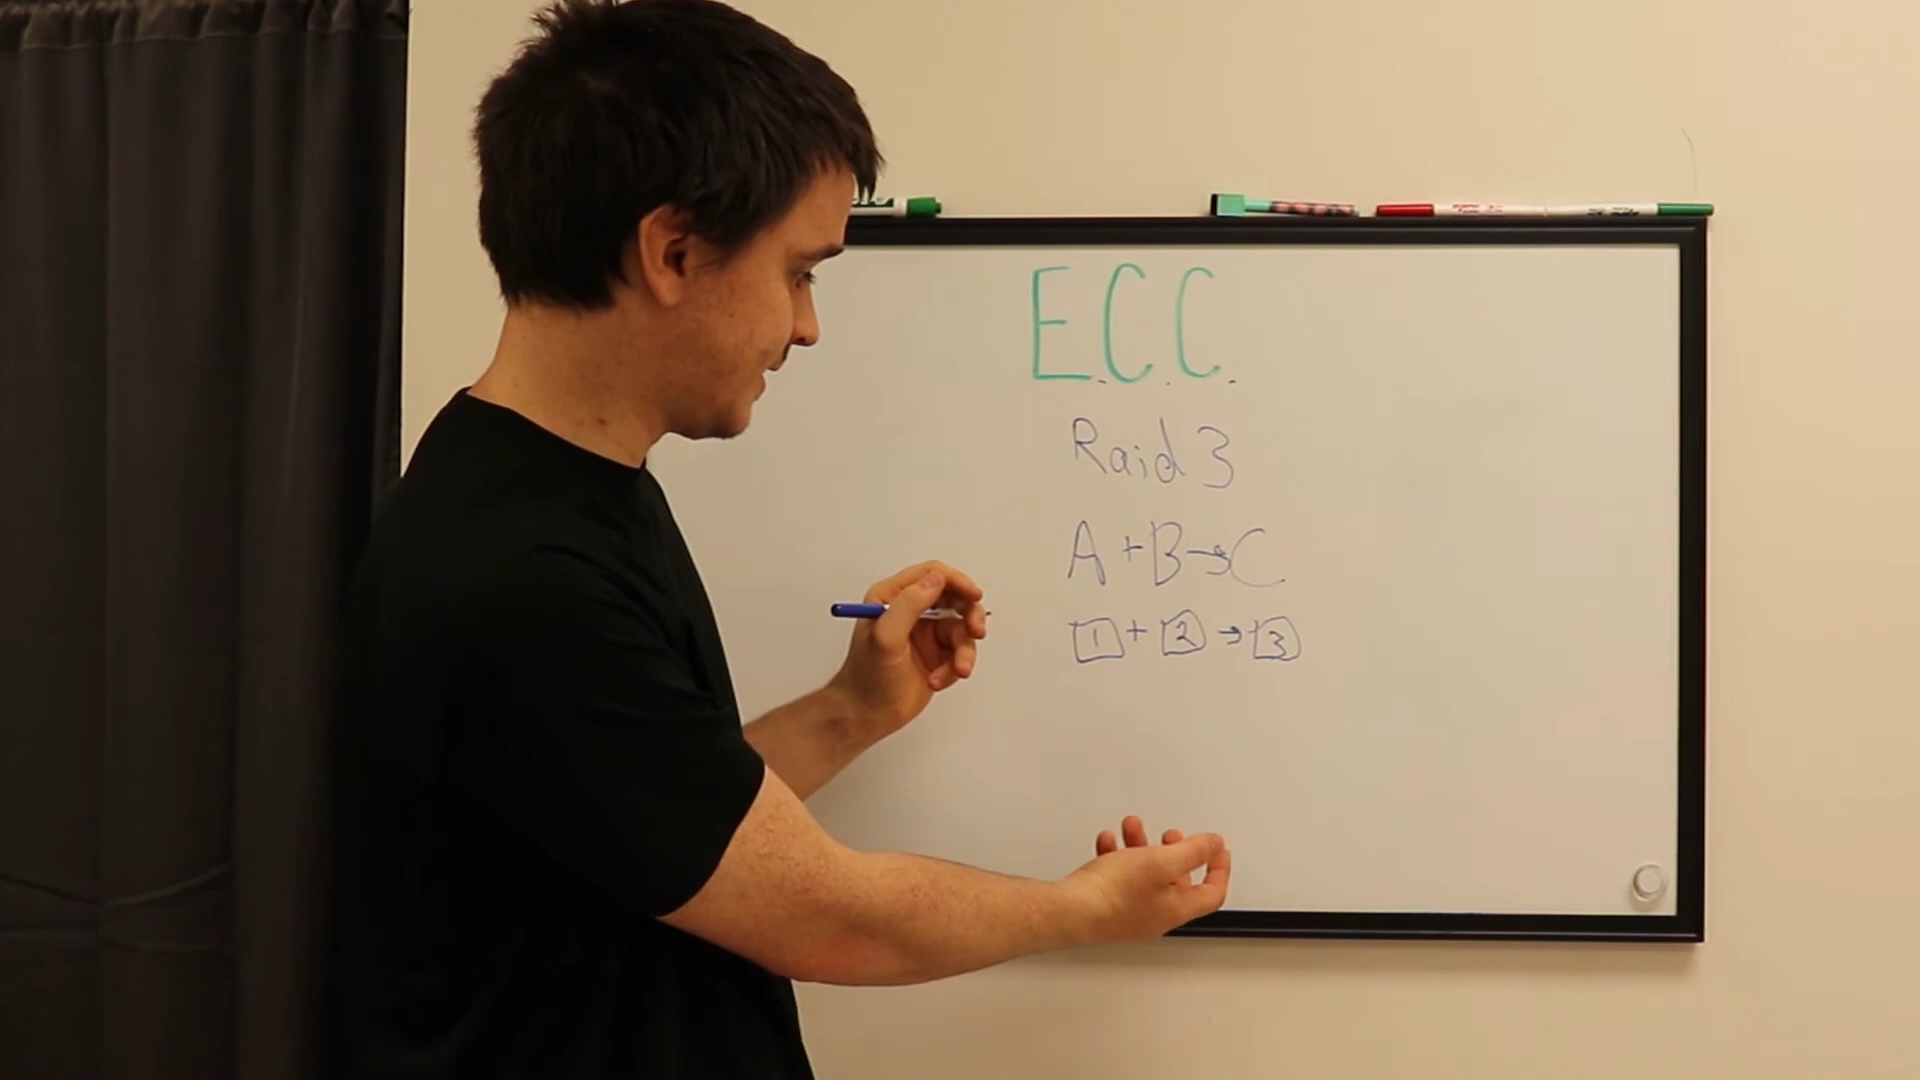 E.C.C.
Raid 3
A + B → C
1 + 2 → 3